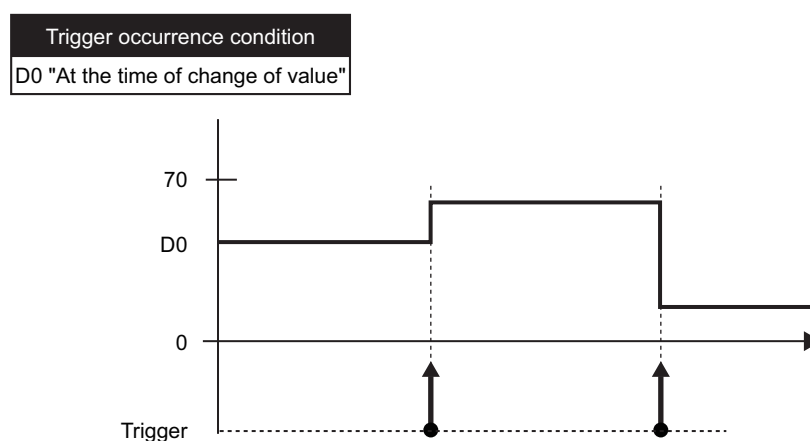 Trigger occurrence condition
D0 "At the time of change of value"
70
D0
0
Trigger